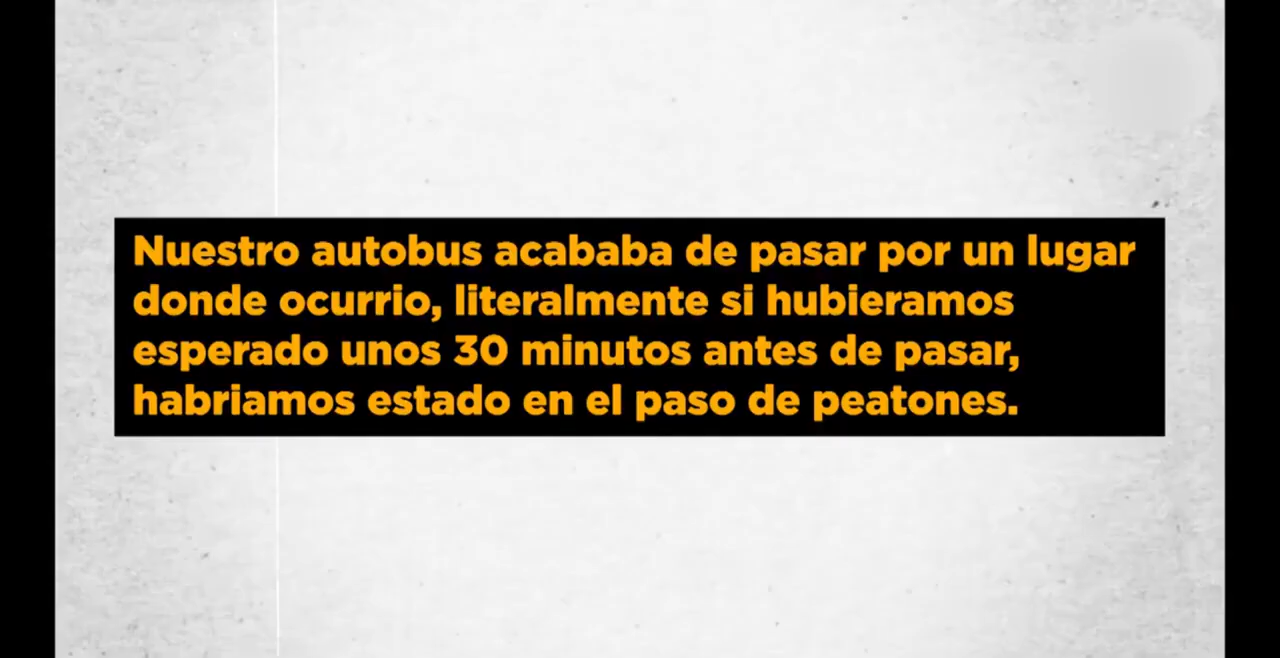 Nuestro autobus acababa de pasar por un lugar
donde ocurrio, literalmente si hubieramos
esperado unos 30 minutos antes de pasar,
habriamos estado en el paso de peatones.